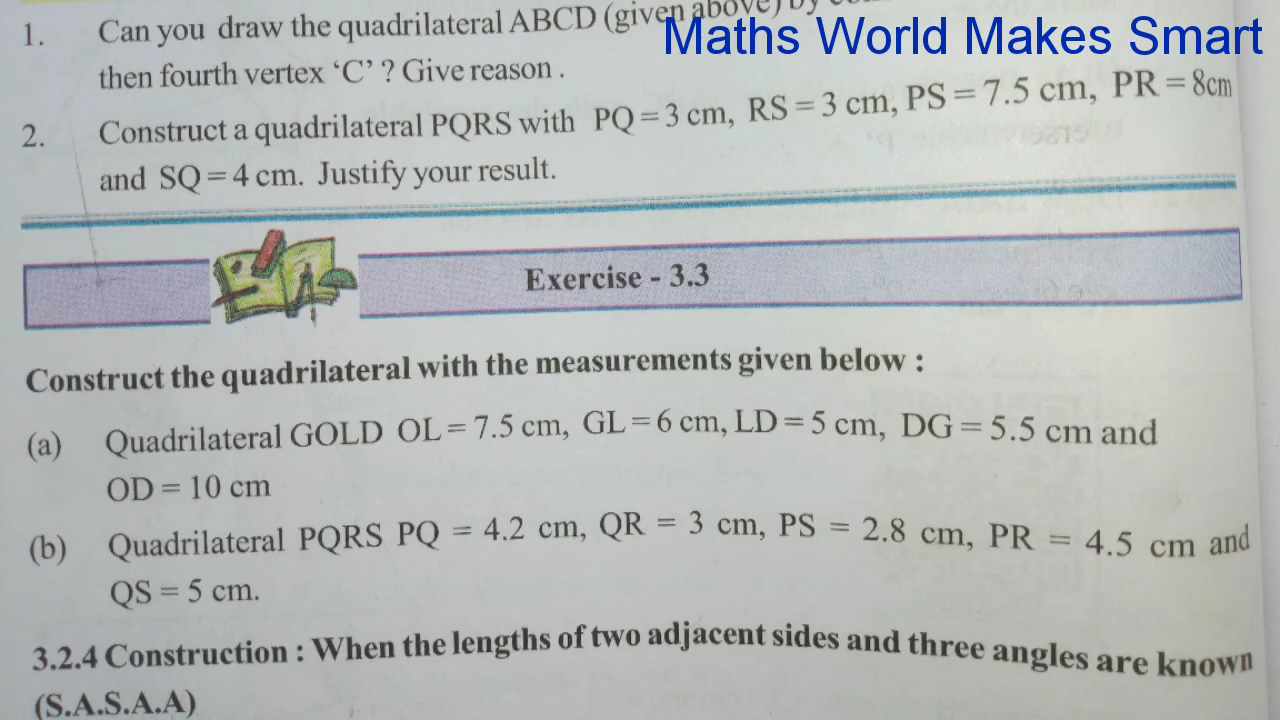 1. Can you draw the quadrilateral ABCD (given above) by
Maths World Makes Smart
then fourth vertex ‘C’ ? Give reason .
2. Construct a quadrilateral PQRS with PQ = 3 cm, RS = 3 cm, PS = 7.5 cm, PR = 8cm
and SQ = 4 cm. Justify your result.
Exercise - 3.3
Construct the quadrilateral with the measurements given below :
(a) Quadrilateral GOLD OL = 7.5 cm, GL = 6 cm, LD = 5 cm, DG = 5.5 cm and
OD = 10 cm
(b) Quadrilateral PQRS PQ = 4.2 cm, QR = 3 cm, PS = 2.8 cm, PR = 4.5 cm and
QS = 5 cm.
3.2.4 Construction : When the lengths of two adjacent sides and three angles are known
(S.A.S.A.A)